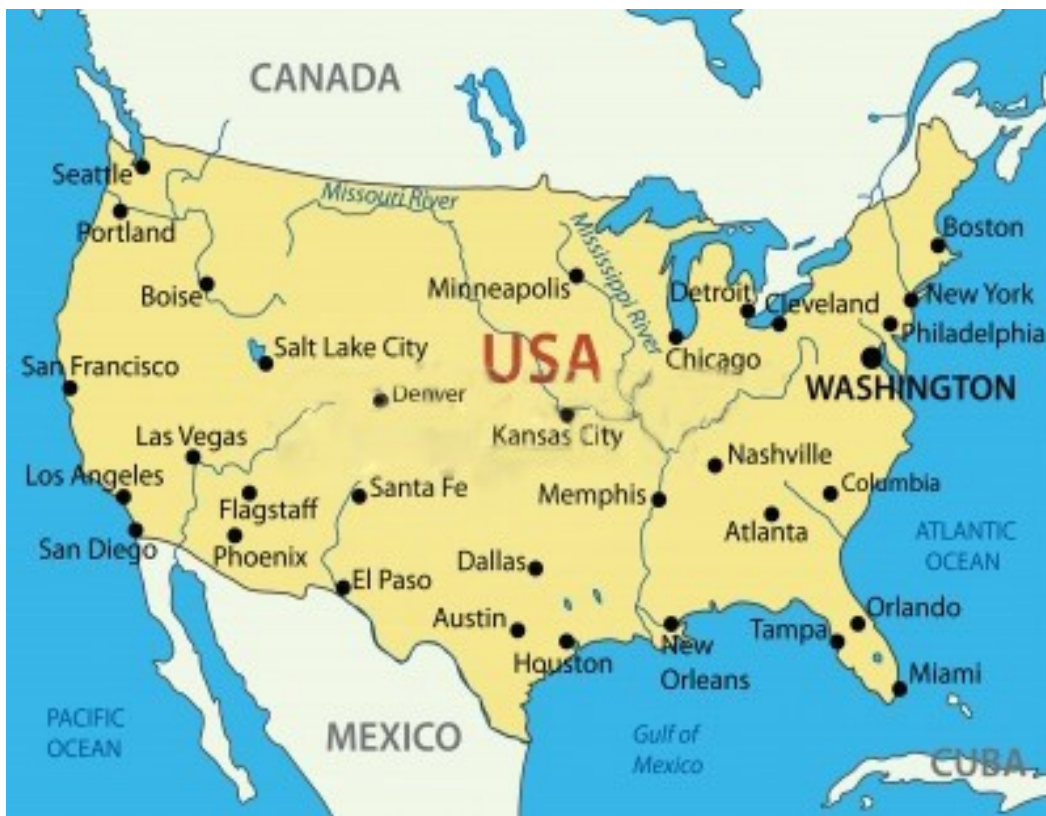 CANADA
Seattle
Missouri River
Mississippi River
Portland
Boston
Boise
Minneapolis
Detroit
Cleveland
New York
Philadelphia
Salt Lake City
USA
Chicago
San Francisco
WASHINGTON
Denver
Las Vegas
Kansas City
Nashville
Los Angeles
Santa Fe
Memphis
Columbia
Flagstaff
Atlanta
San Diego
Phoenix
ATLANTIC
OCEAN
Dallas
El Paso
Austin
Orlando
Tampa
Houston
New
Orleans
Miami
PACIFIC
OCEAN
MEXICO
Gulf of
Mexico
CUBA